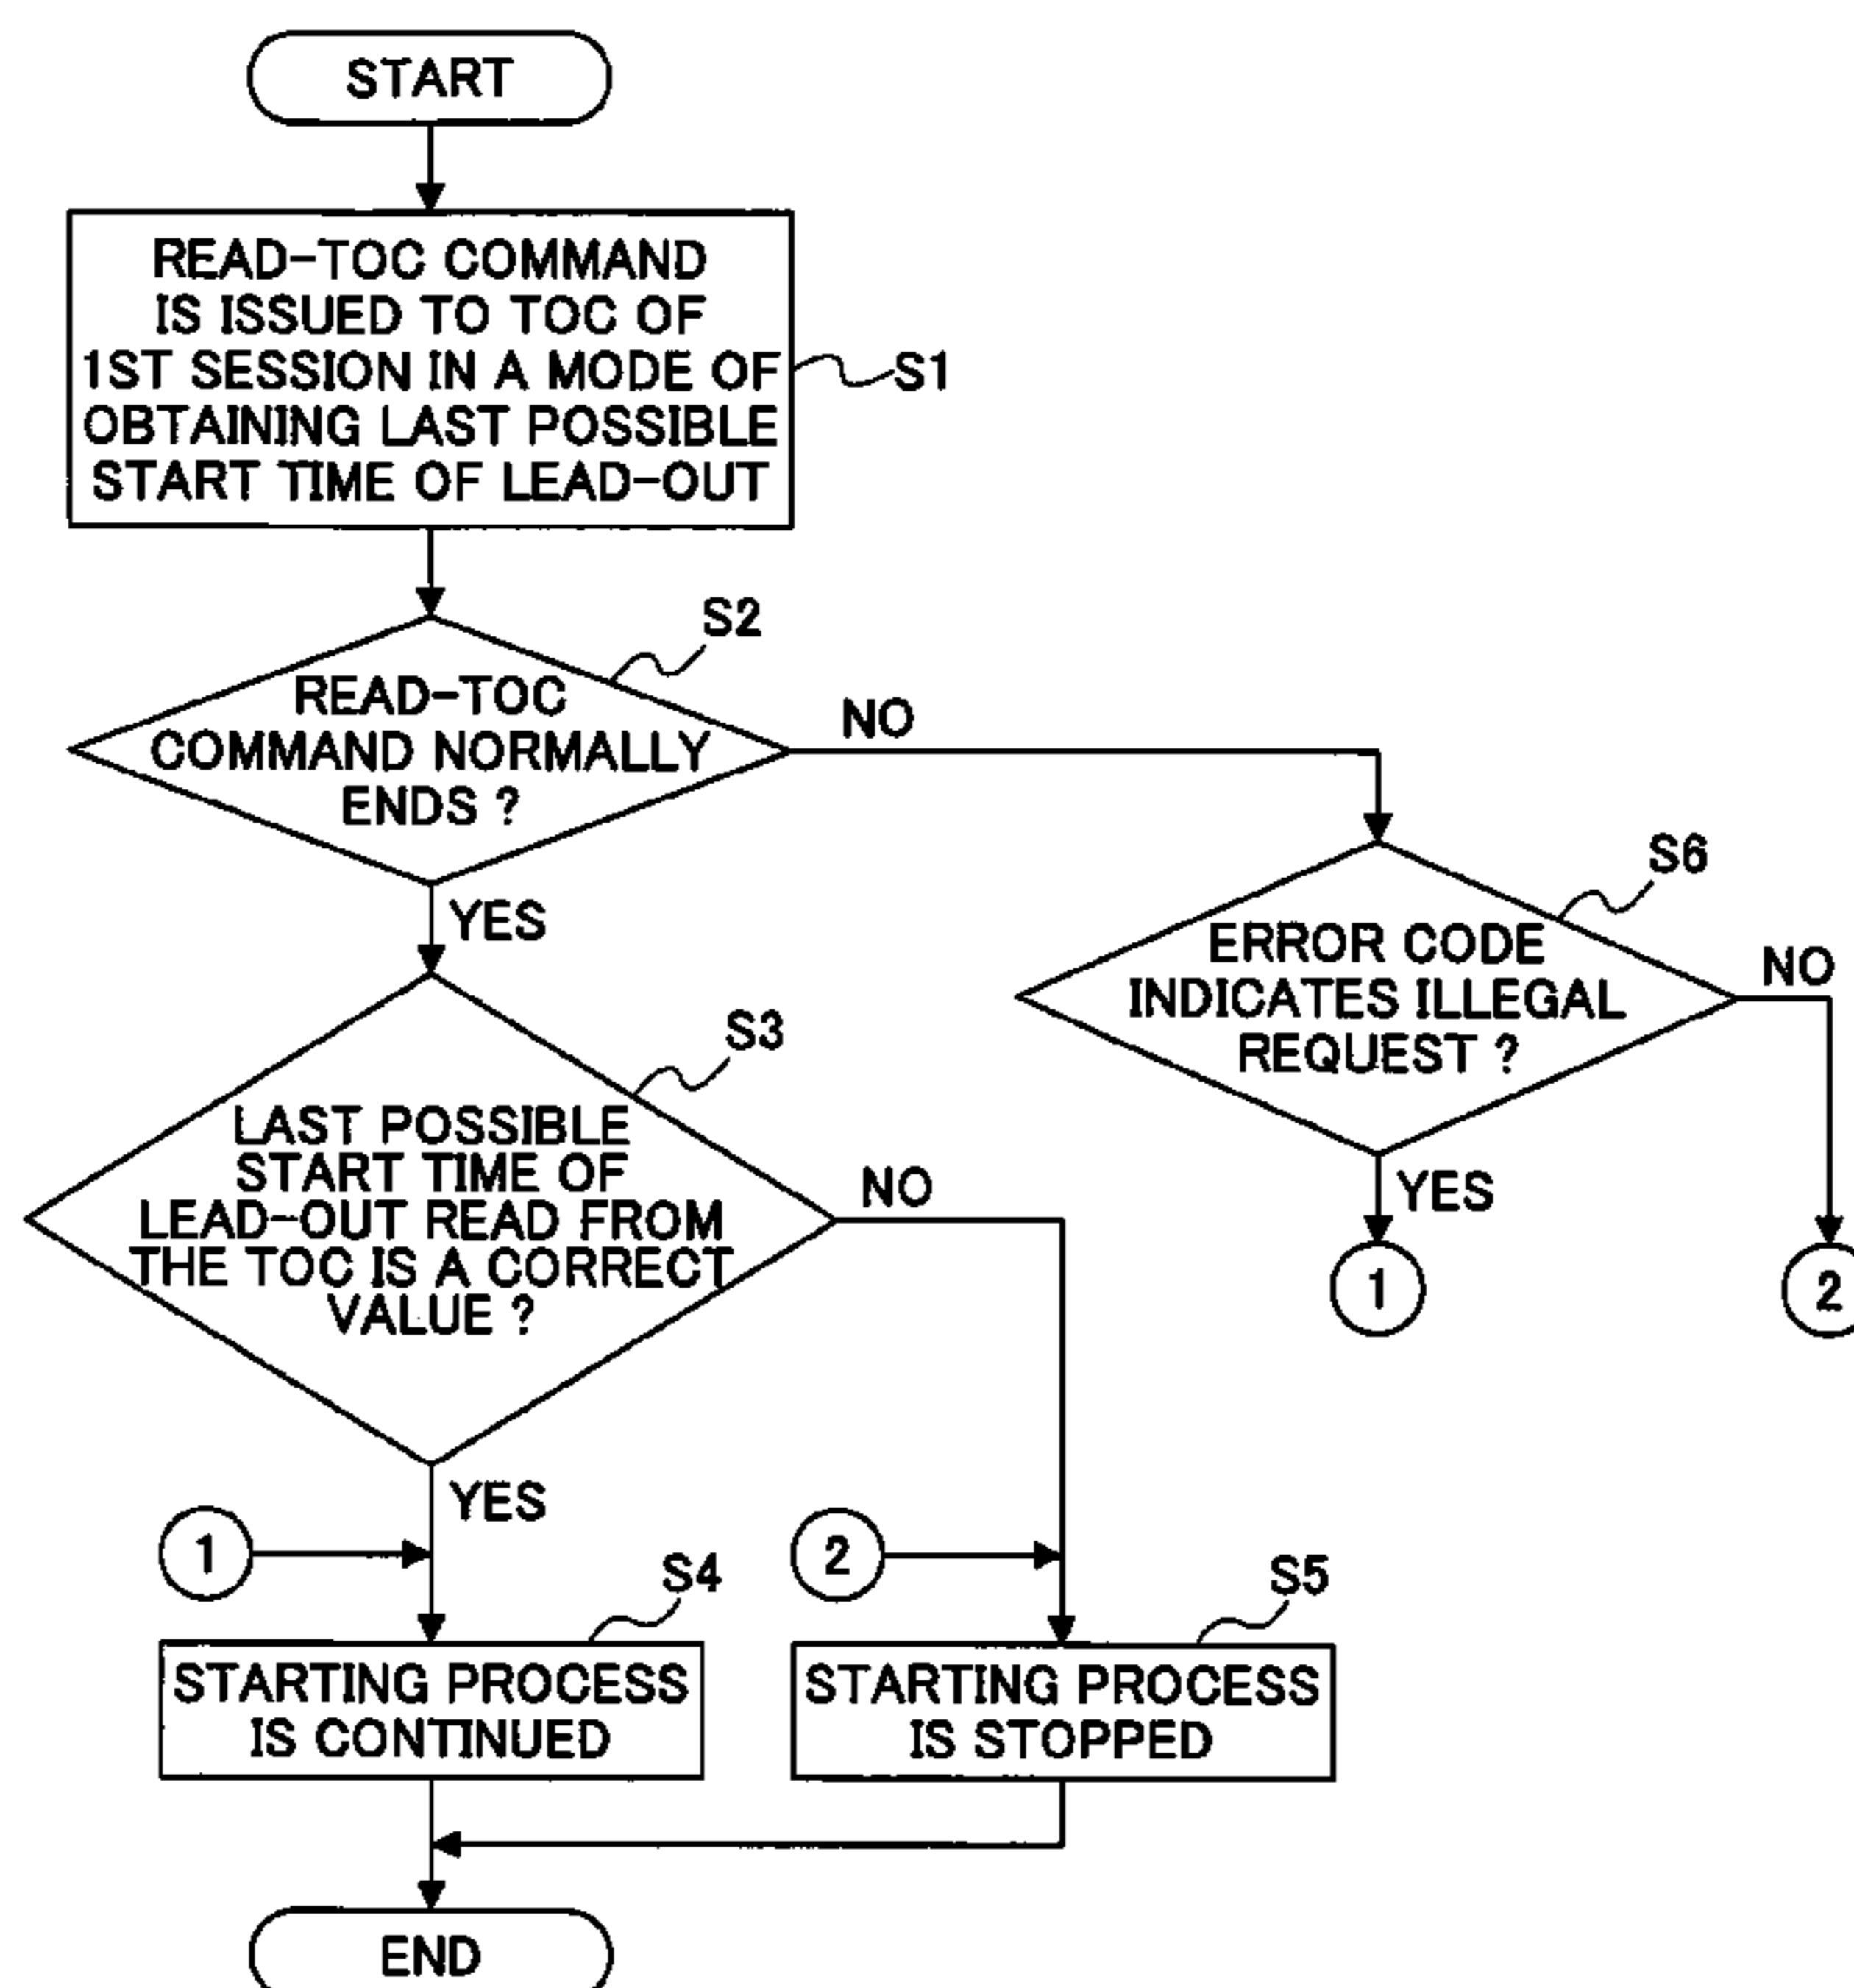 START
READ-TOC COMMAND
IS ISSUED TO TOC OF
1ST SESSION IN A MODE OF
OBTAINING LAST POSSIBLE
START TIME OF LEAD-OUT
S1
S2
READ-TOC
COMMAND NORMALLY
ENDS ?
NO
YES
S6
ERROR CODE
INDICATES ILLEGAL
REQUEST ?
NO
YES
1
2
S3
LAST POSSIBLE
START TIME OF
LEAD-OUT READ FROM
THE TOC IS A CORRECT
VALUE ?
NO
YES
1
2
S4
STARTING PROCESS
IS CONTINUED
S5
STARTING PROCESS
IS STOPPED
END